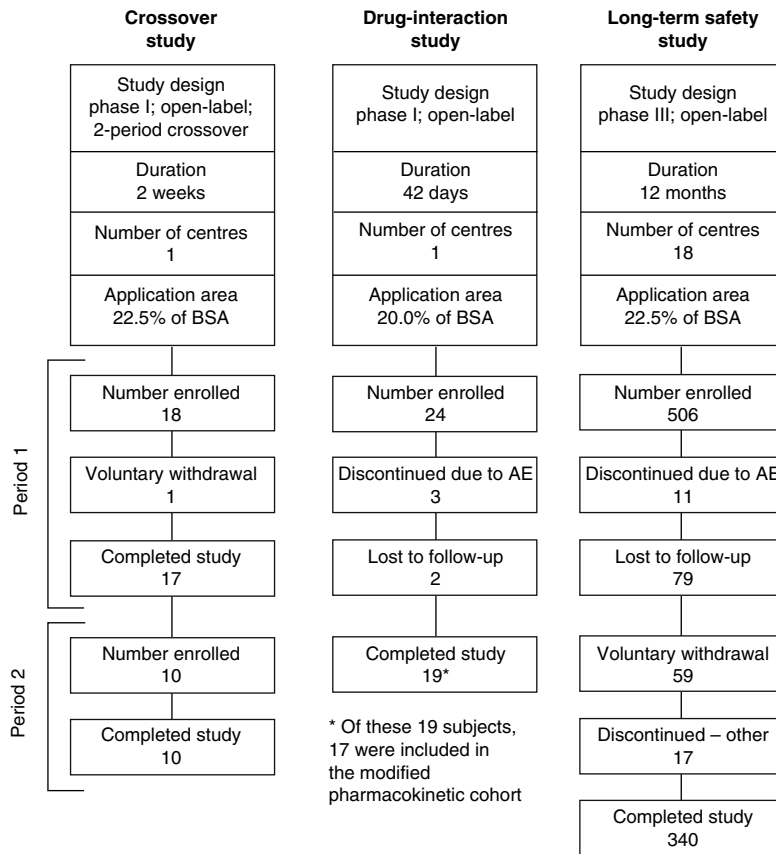 Crossover
study
Study design
phase I; open-label;
2-period crossover
Duration
2 weeks
Number of centres
1
Application area
22.5% of BSA
Period 1
Number enrolled
18
Voluntary withdrawal
1
Completed study
17
Period 2
Number enrolled
10
Completed study
10
Drug-interaction
study
Study design
phase I; open-label
Duration
42 days
Number of centres
1
Application area
20.0% of BSA
Number enrolled
24
Discontinued due to AE
3
Lost to follow-up
2
Completed study
19*
* Of these 19 subjects,
17 were included in
the modified
pharmacokinetic cohort
Long-term safety
study
Study design
phase III; open-label
Duration
12 months
Number of centres
18
Application area
22.5% of BSA
Number enrolled
506
Discontinued due to AE
11
Lost to follow-up
79
Voluntary withdrawal
59
Discontinued – other
17
Completed study
340